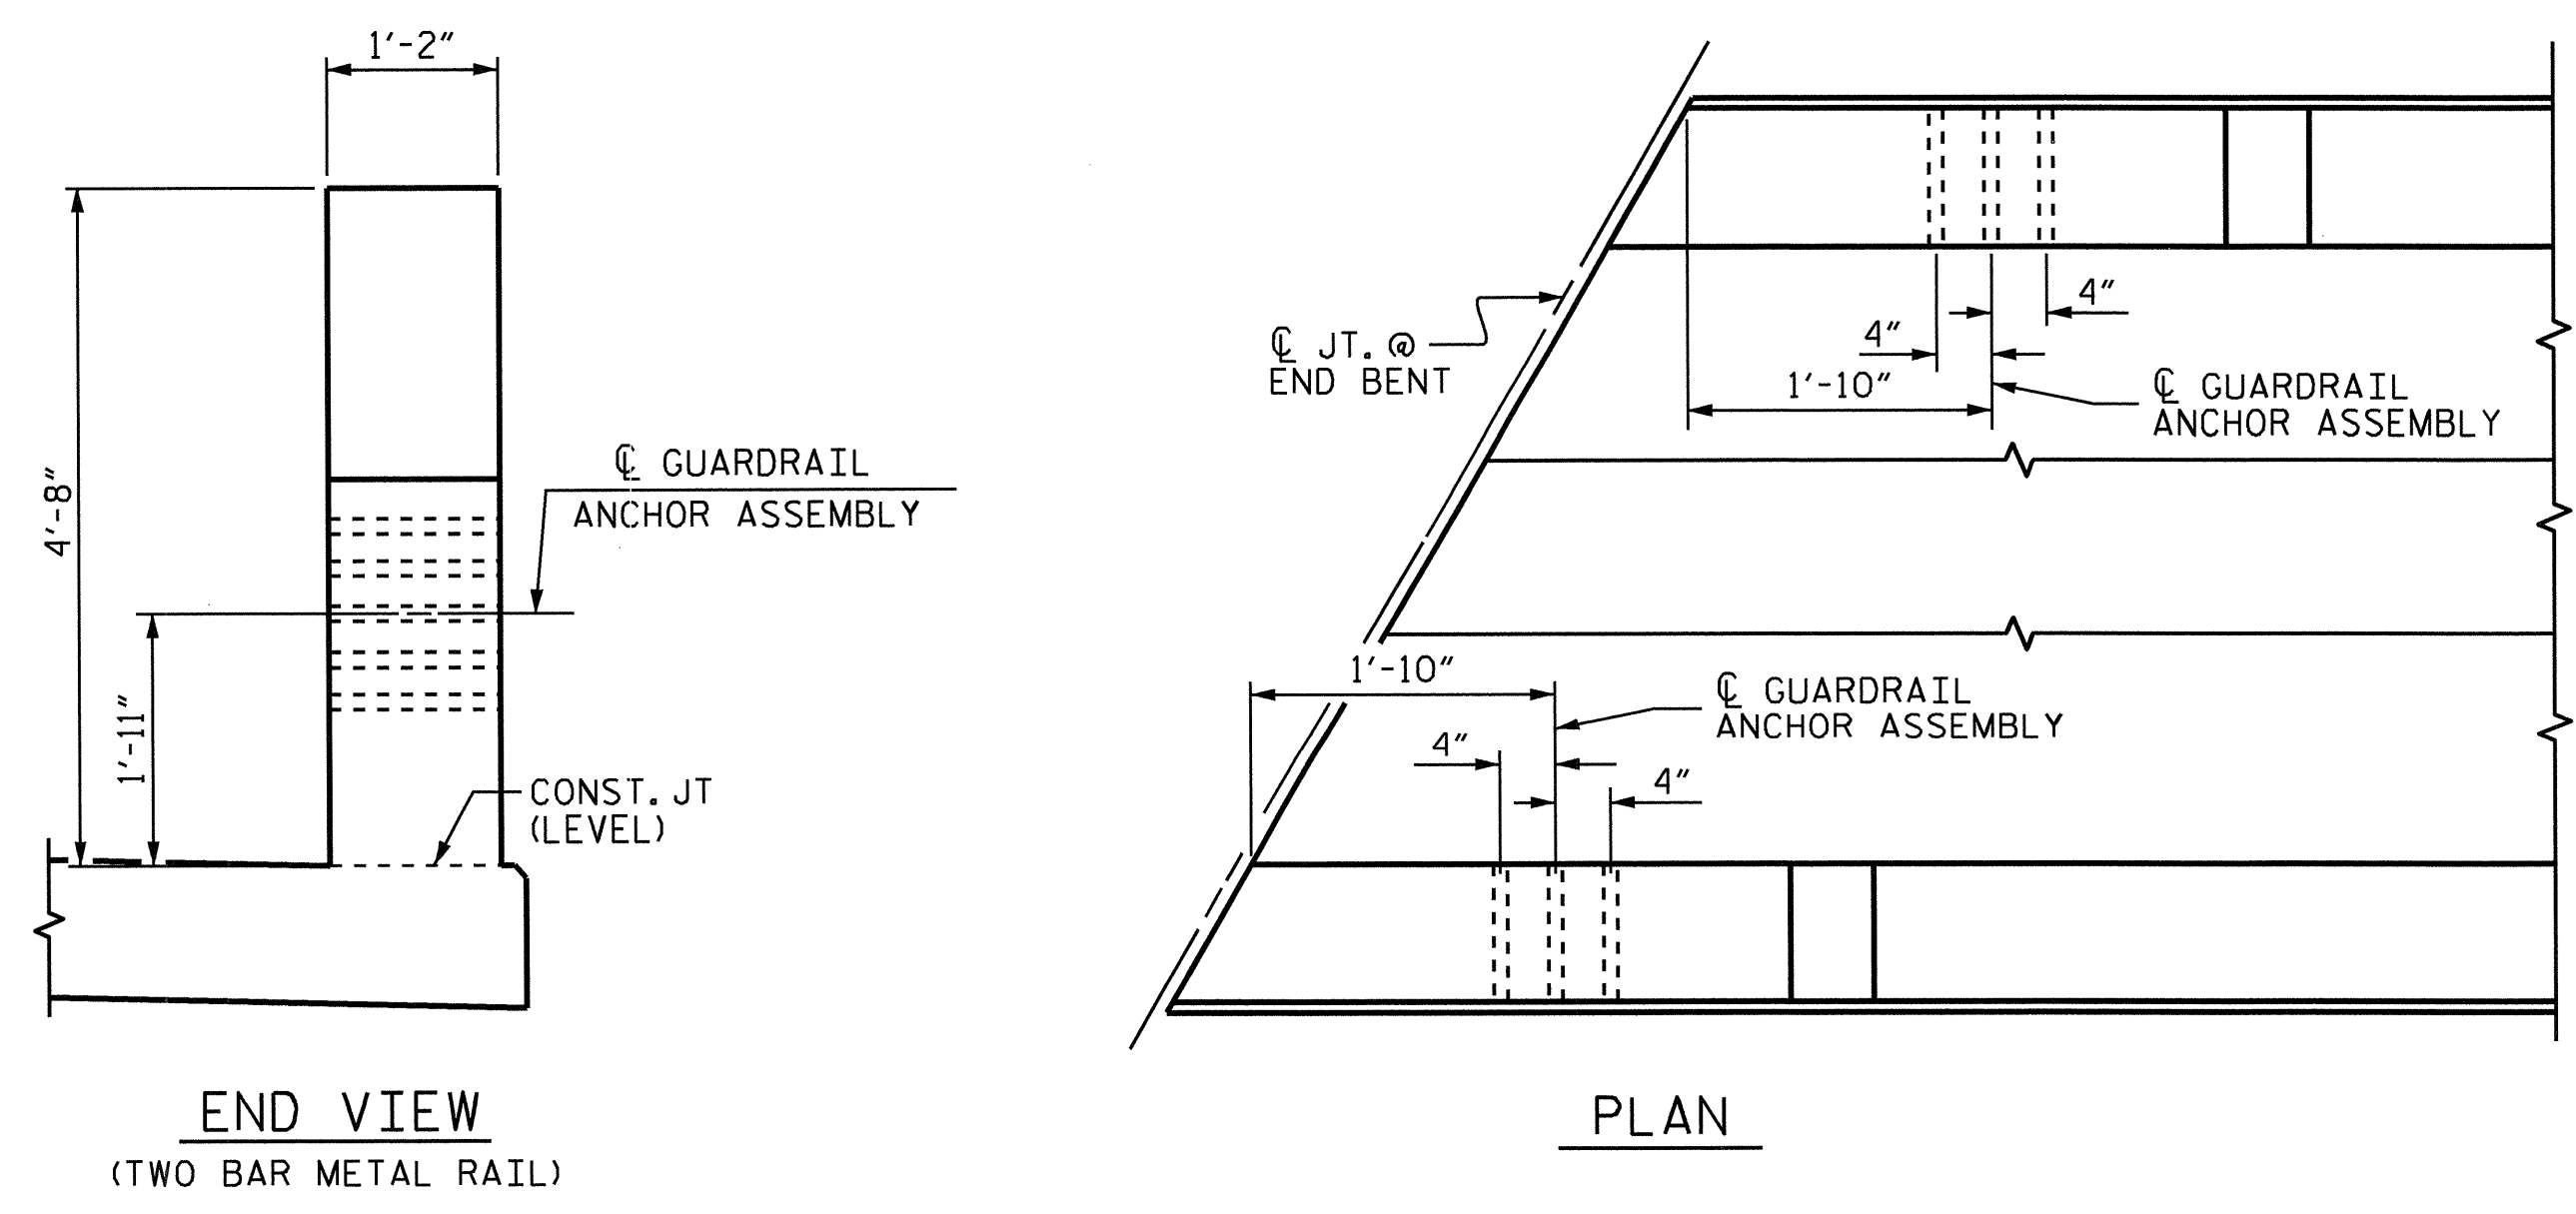 1'-2"
4'-8"
℄ GUARDRAIL
ANCHOR ASSEMBLY
1'-11"
CONST. JT
(LEVEL)
END VIEW
(TWO BAR METAL RAIL)
℄ JT. @
END BENT
4"
4"
1'-10"
℄ GUARDRAIL
ANCHOR ASSEMBLY
1'-10"
℄ GUARDRAIL
ANCHOR ASSEMBLY
4"
4"
PLAN